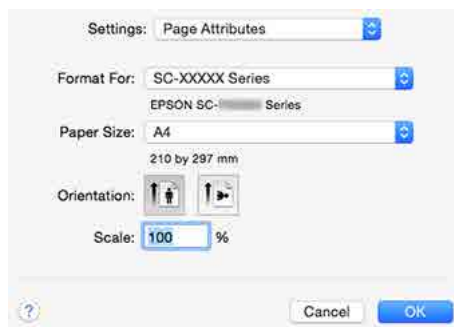 Settings: Page Attributes
Format For: SC-XXXXX Series
EPSON SC- Series
Paper Size: A4
210 by 297 mm
Orientation:
Scale: 100 %
? Cancel OK